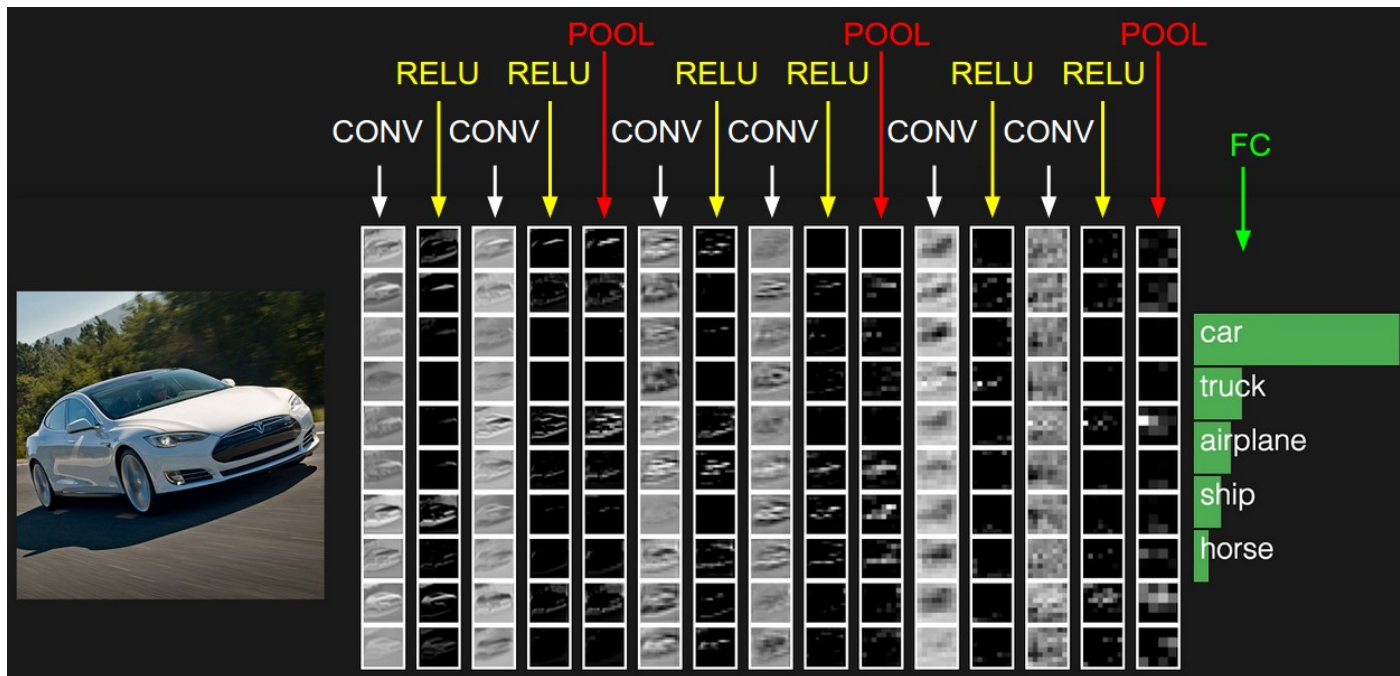 POOL POOL POOL
RELU RELU RELU RELU RELU RELU
CONV CONV CONV CONV CONV CONV
FC
car
truck
airplane
ship
horse